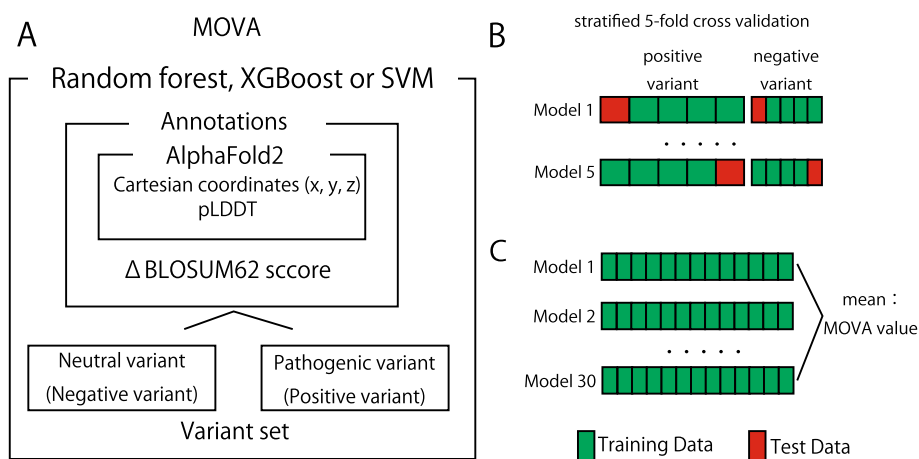 A
MOVA
Random forest, XGBoost or SVM
Annotations
AlphaFold2
Cartesian coordinates (x, y, z)
pLDDT
Δ BLOSUM62 sccore
Neutral variant
(Negative variant)
Pathogenic variant
(Positive variant)
Variant set
B
stratified 5-fold cross validation
positive
variant
negative
variant
Model 1
. . . . .
Model 5
C
Model 1
Model 2
. . . . .
Model 30
mean :
MOVA value
Training Data
Test Data